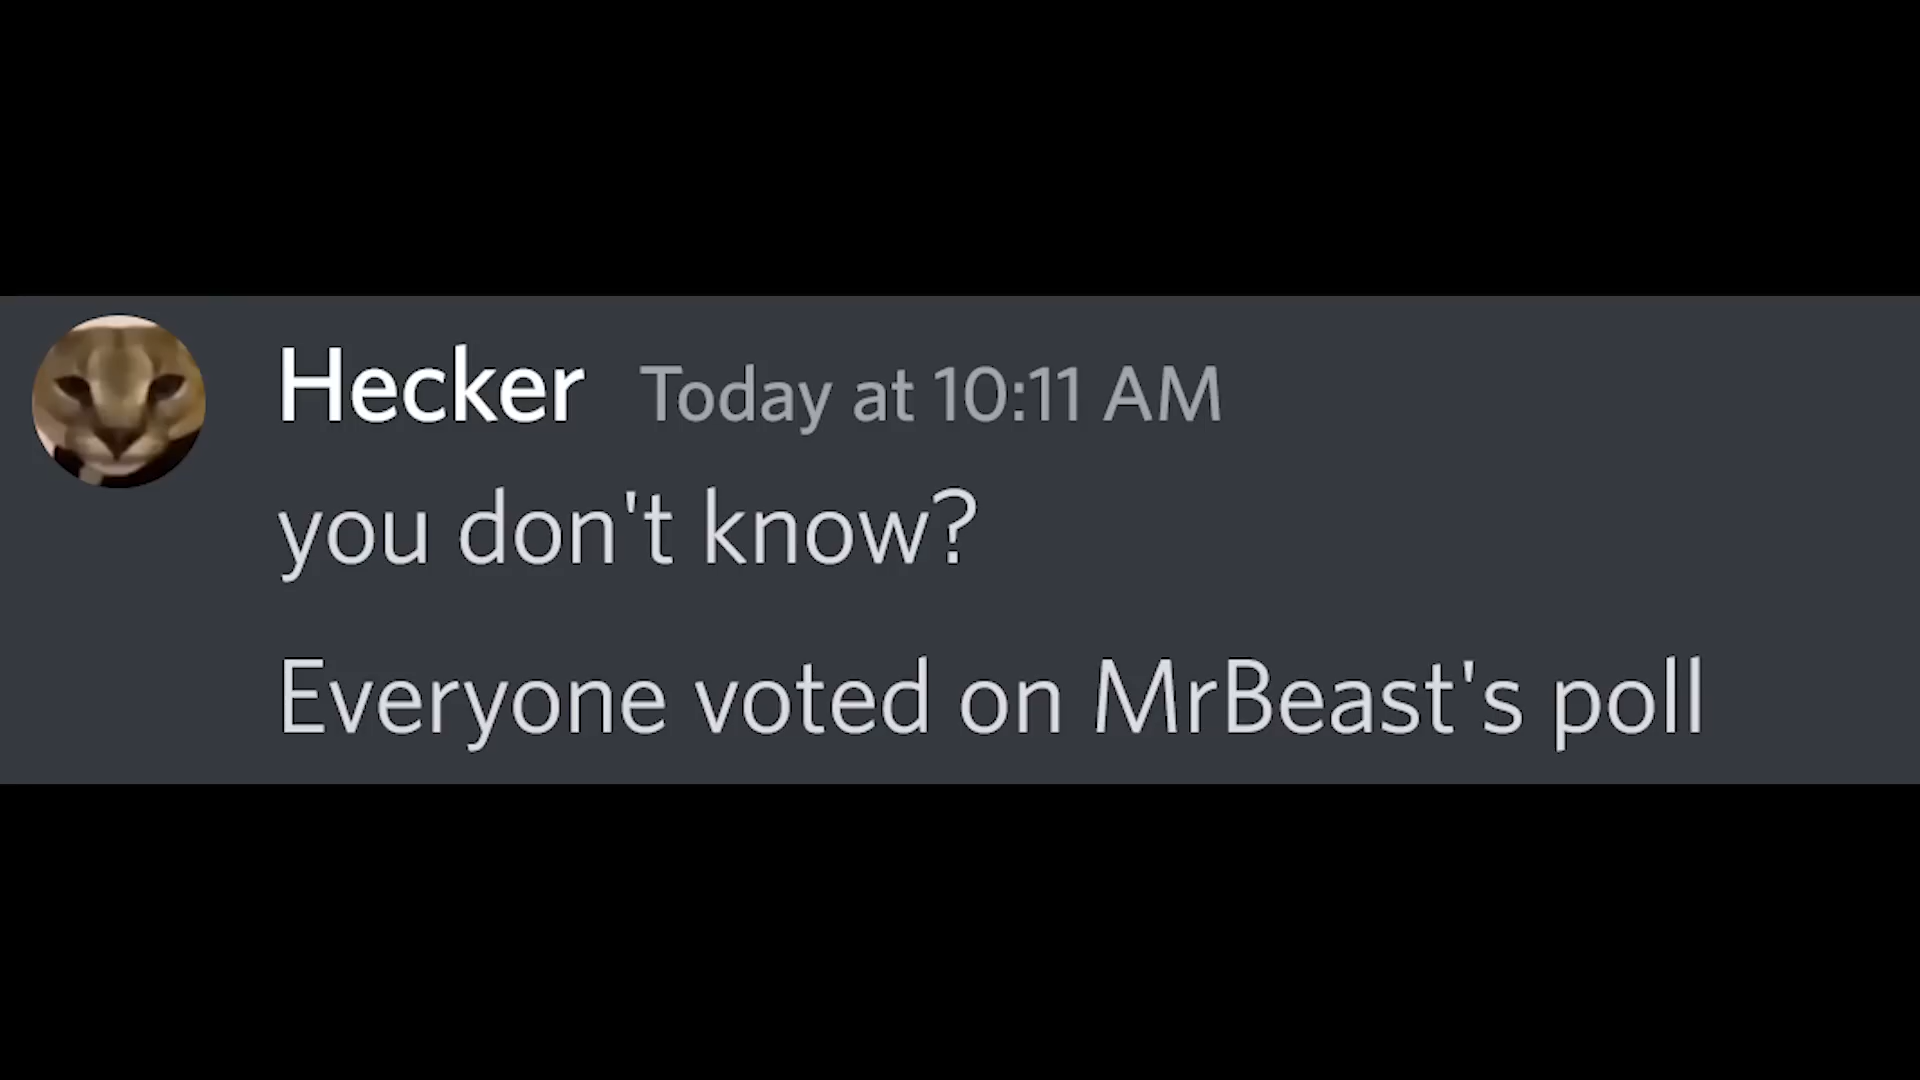 Hecker Today at 10:11 AM
you don't know?
Everyone voted on MrBeast's poll